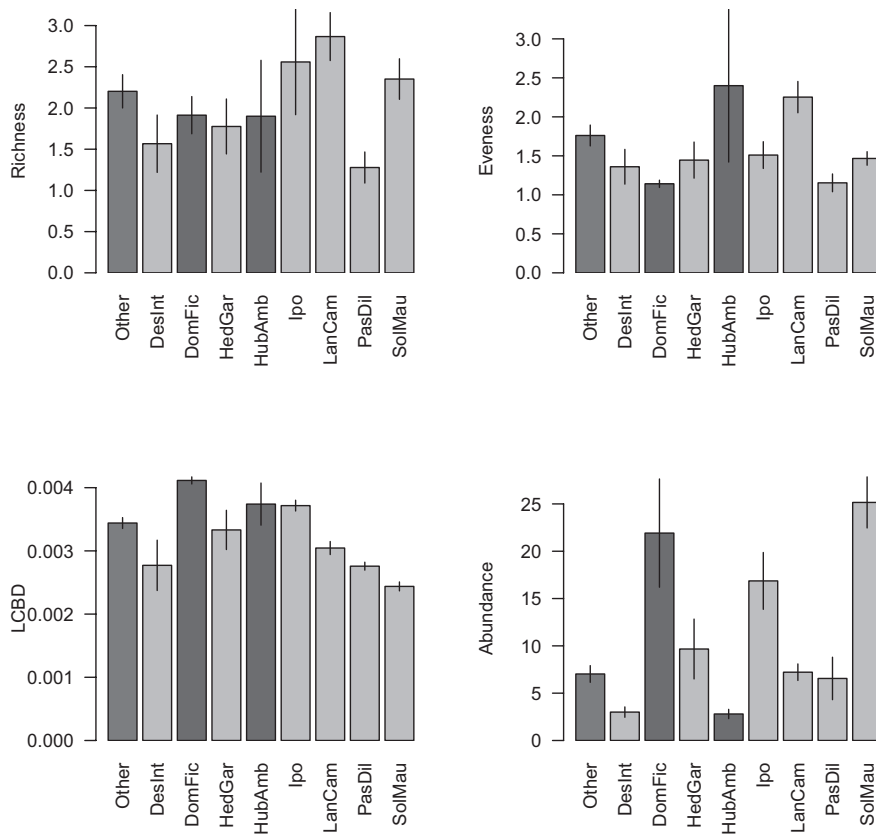 3.0
2.5
2.0
1.5
1.0
0.5
0.0
Richness
Other
DesInt
DomFic
HedGar
HubAmb
Ipo
LanCam
PasDil
SolMau
3.0
2.5
2.0
1.5
1.0
0.5
0.0
Eveness
Other
DesInt
DomFic
HedGar
HubAmb
Ipo
LanCam
PasDil
SolMau
0.004
0.003
0.002
0.001
0.000
LCBD
Other
DesInt
DomFic
HedGar
HubAmb
Ipo
LanCam
PasDil
SolMau
25
20
15
10
5
0
Abundance
Other
DesInt
DomFic
HedGar
HubAmb
Ipo
LanCam
PasDil
SolMau